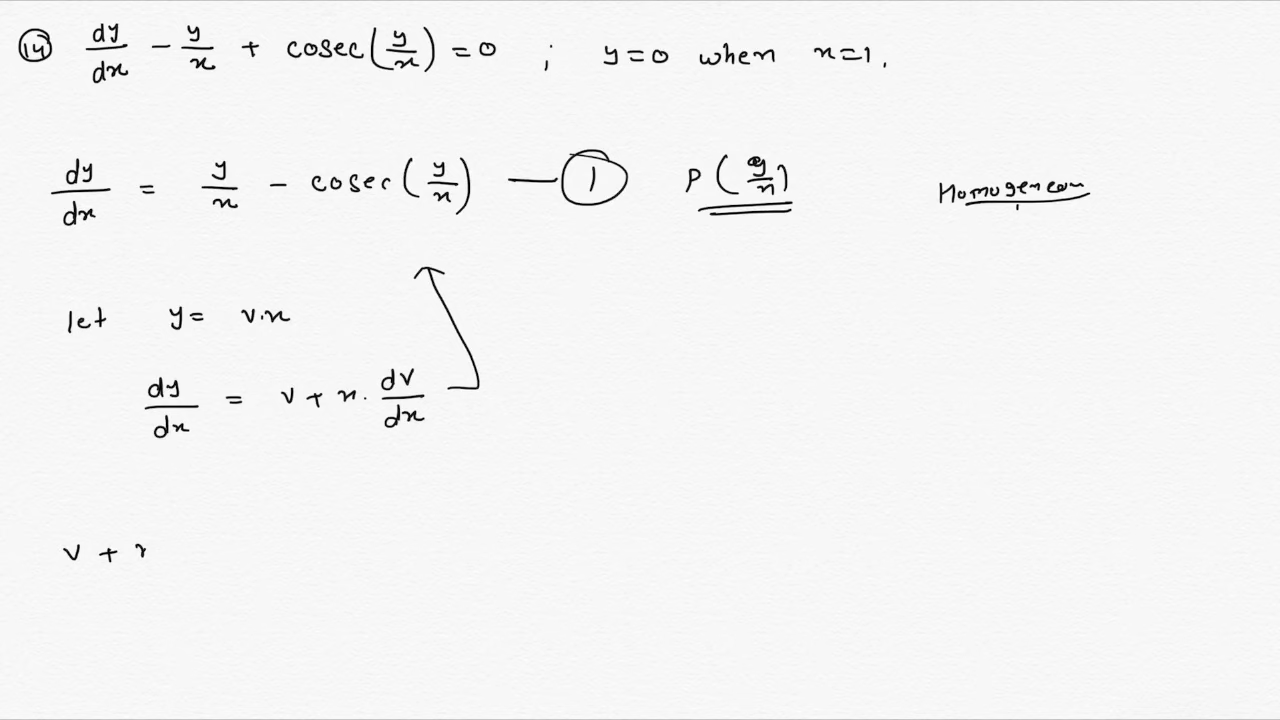 (14) dy/dx - y/x + cosec(y/x) = 0 ; y=0 when x=1.
dy/dx = y/x - cosec(y/x) — (1) P(y/x) Homogeneous
let y = v.x
dy/dx = v + x. dv/dx
v + x